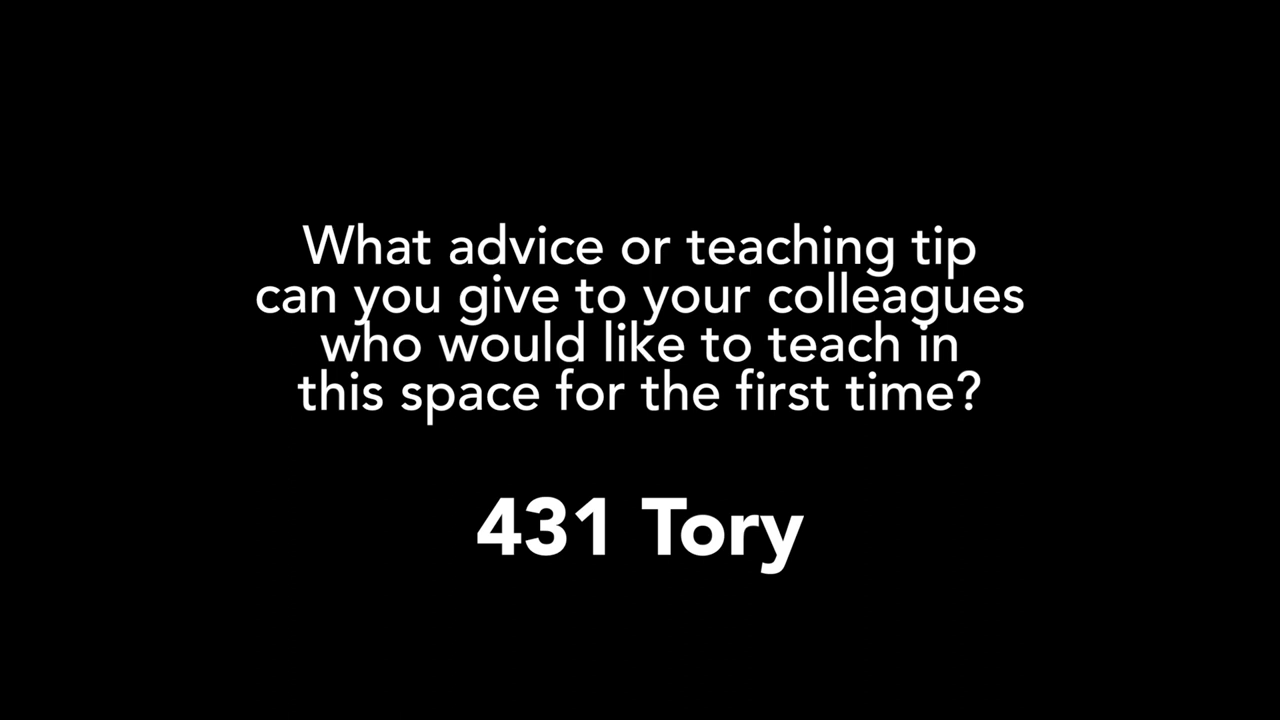 What advice or teaching tip
can you give to your colleagues
who would like to teach in
this space for the first time?
431 Tory